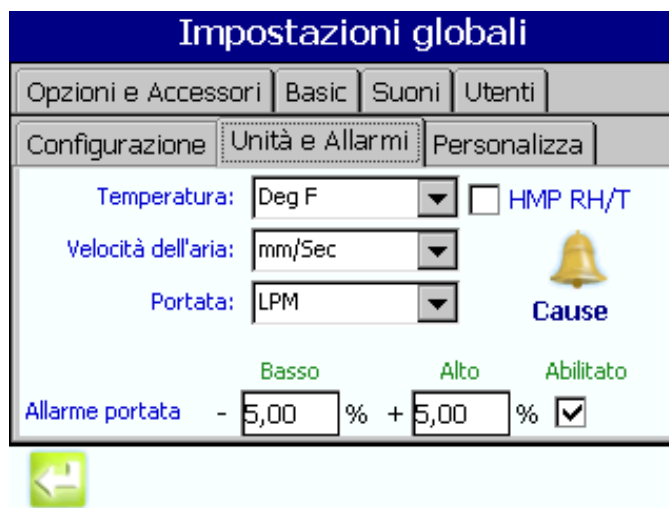 Impostazioni globali
Opzioni e Accessori Basic Suoni Utenti
Configurazione Unità e Allarmi Personalizza
Temperatura: Deg F HMP RH/T
Velocità dell'aria: mm/Sec
Portata: LPM
Cause
Basso Alto Abilitato
Allarme portata - 5,00 % + 5,00 %